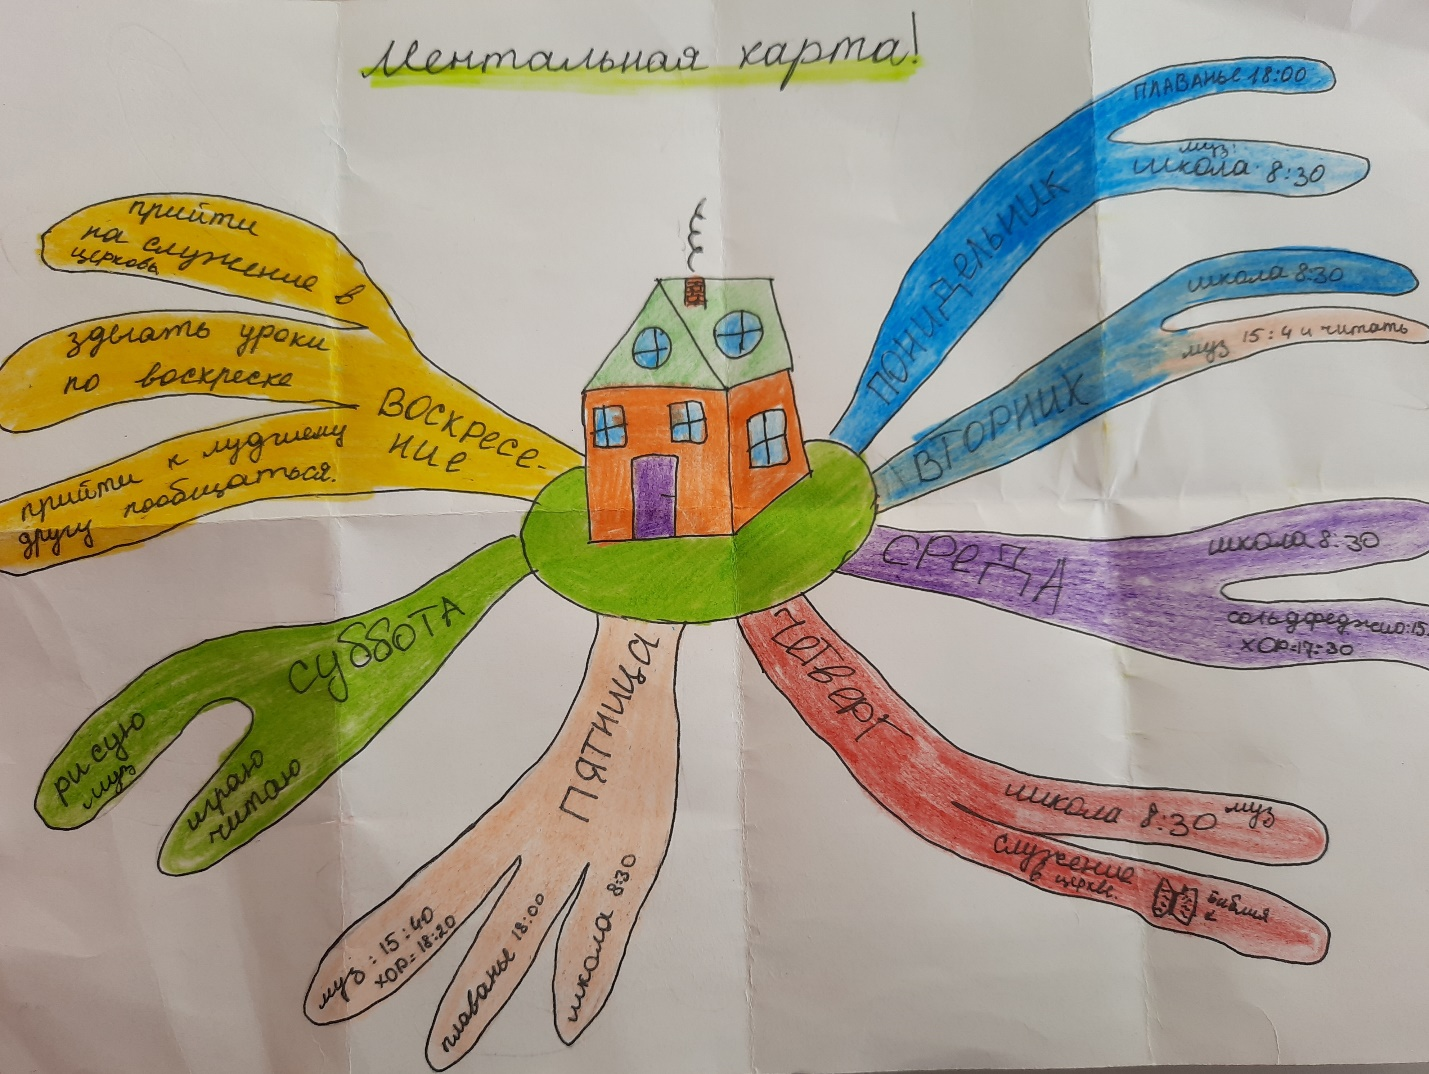 Ментальная карта!
ПЛАВАНЬЕ 18:00
муз:
школа 8:30
ПОНИДЕЛЬНИК
школа 8:30
муз 15:4 и читать
ВТОРНИК
школа 8:30
сольдфеджио:15.
ХОР=17:30
СРЕДА
ЧЕТВЕРГ
школа 8:30 муз
служение
в церкве.
Библия
ПЯТНИЦА
муз: 15:40
ХОР=18:20
плаванье 18:00
школа 8:30
СУББОТА
рисую
муз
играю
читаю
ВОСКРЕСЕ-
НИЕ
прийти
на служение в
церковь
зделать уроки
по воскреске
прийти к лудшему
другу пообщаться.